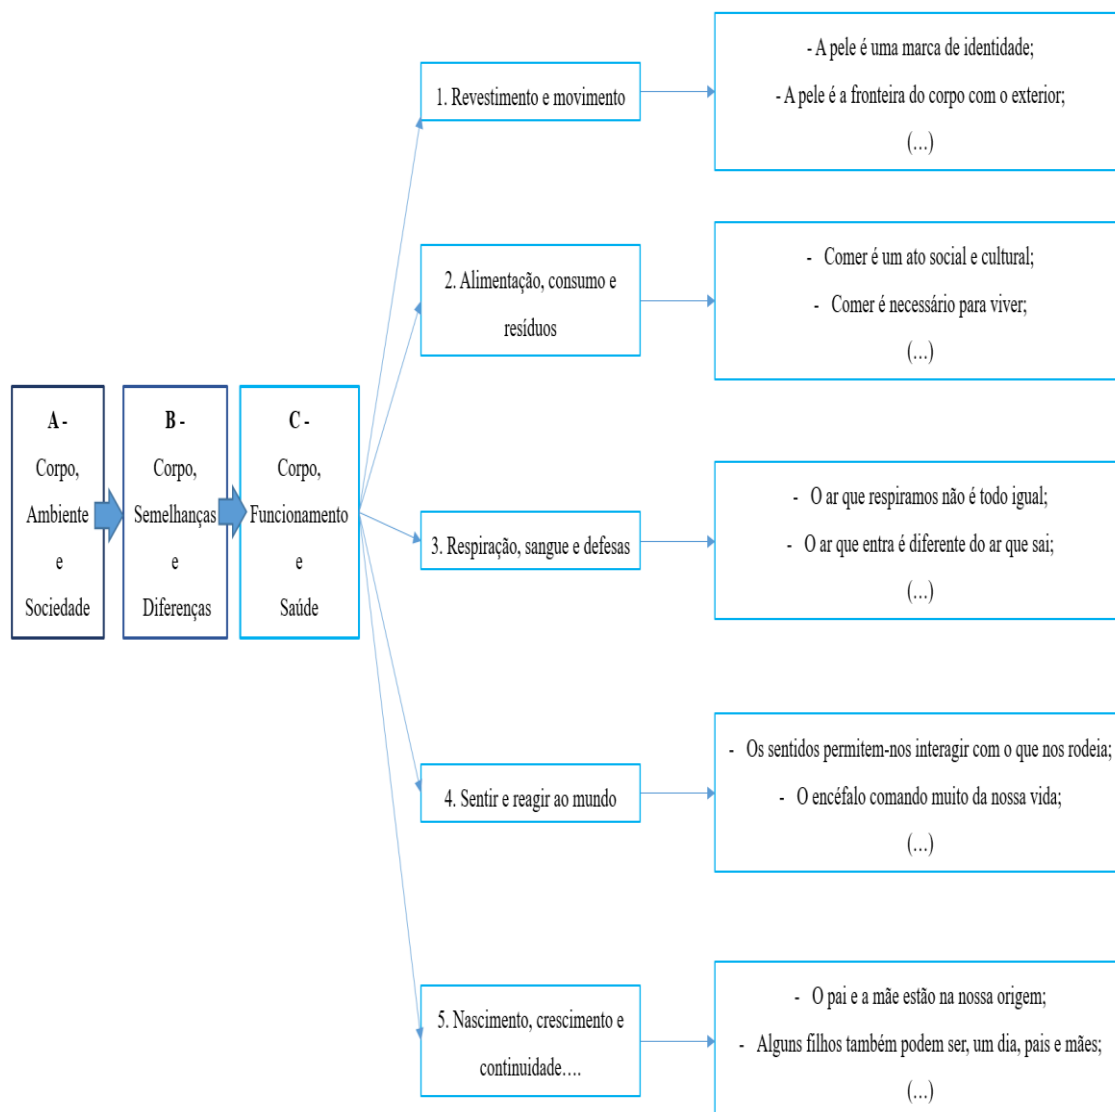 A -
Corpo,
Ambiente
e
Sociedade
B -
Corpo,
Semelhanças
e
Diferenças
C -
Corpo,
Funcionamento
e
Saúde
1. Revestimento e movimento
- A pele é uma marca de identidade;
- A pele é a fronteira do corpo com o exterior;
(…)
2. Alimentação, consumo e
resíduos
- Comer é um ato social e cultural;
- Comer é necessário para viver;
(…)
3. Respiração, sangue e defesas
- O ar que respiramos não é todo igual;
- O ar que entra é diferente do ar que sai;
(…)
4. Sentir e reagir ao mundo
- Os sentidos permitem-nos interagir com o que nos rodeia;
- O encéfalo comando muito da nossa vida;
(…)
5. Nascimento, crescimento e
continuidade….
- O pai e a mãe estão na nossa origem;
- Alguns filhos também podem ser, um dia, pais e mães;
(…)